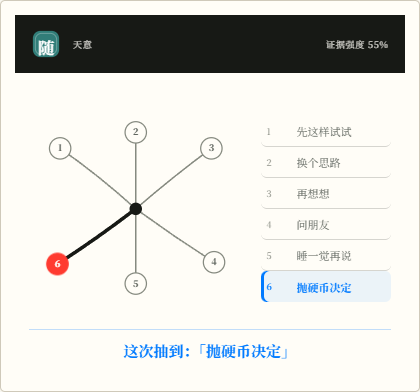 随 天意 证据强度 55%
1
2
3
4
5
6
1 先这样试试
2 换个思路
3 再想想
4 问朋友
5 睡一觉再说
6 抛硬币决定
这次抽到：「抛硬币决定」